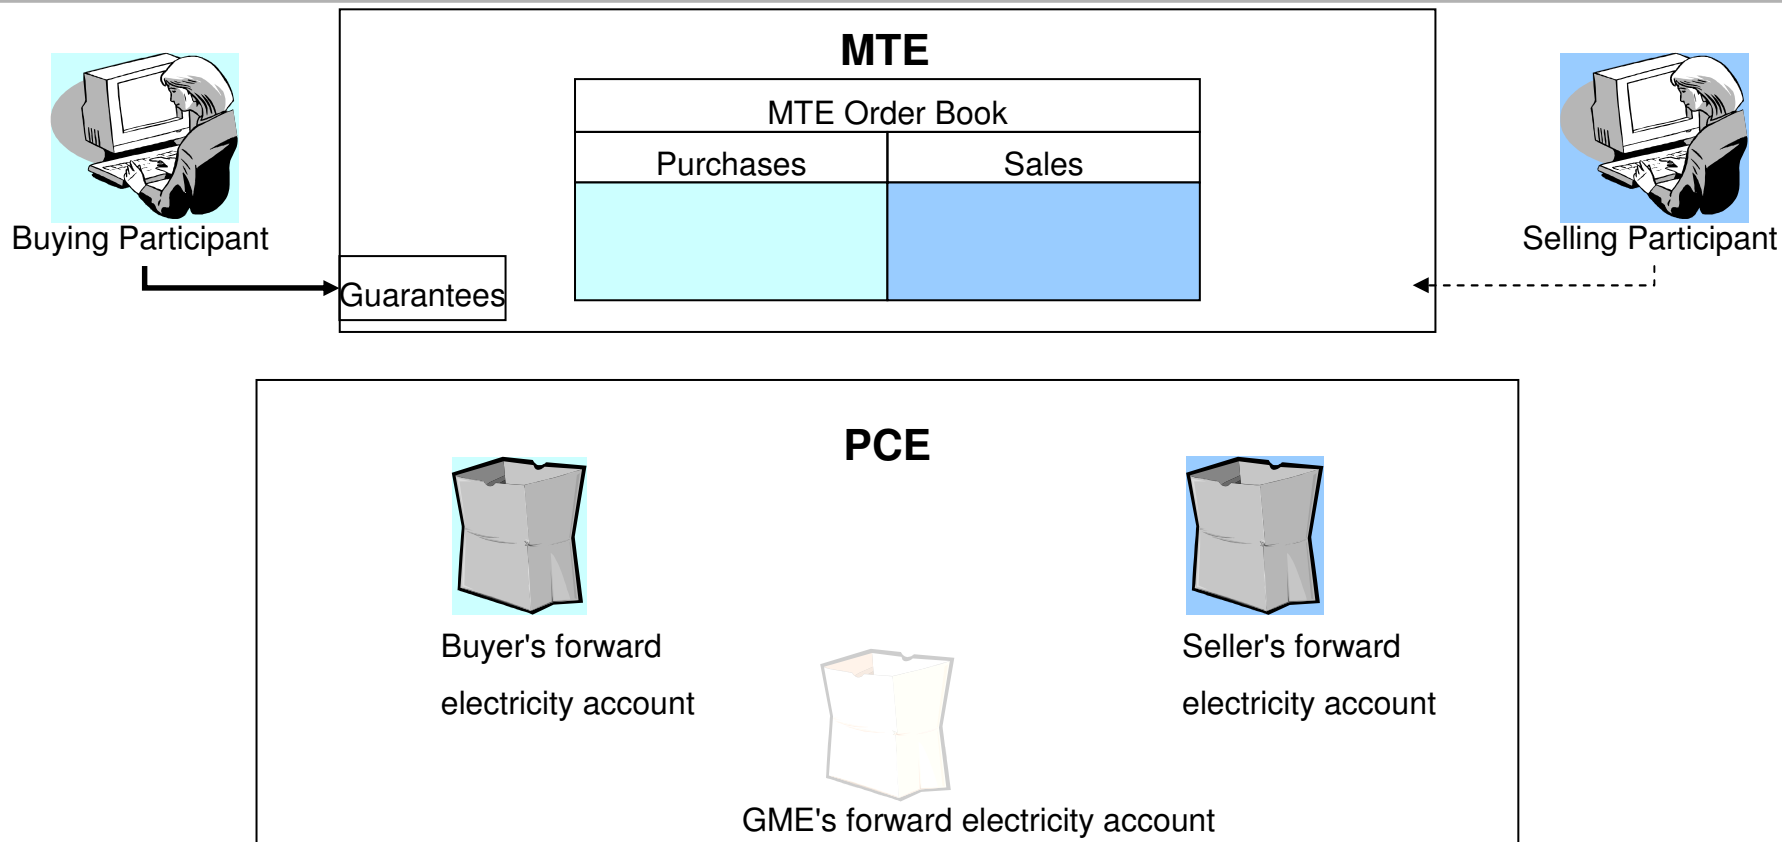 MTE
MTE Order Book
Purchases
Sales
Buying Participant
Selling Participant
Guarantees
PCE
Buyer's forward
electricity account
Seller's forward
electricity account
GME's forward electricity account